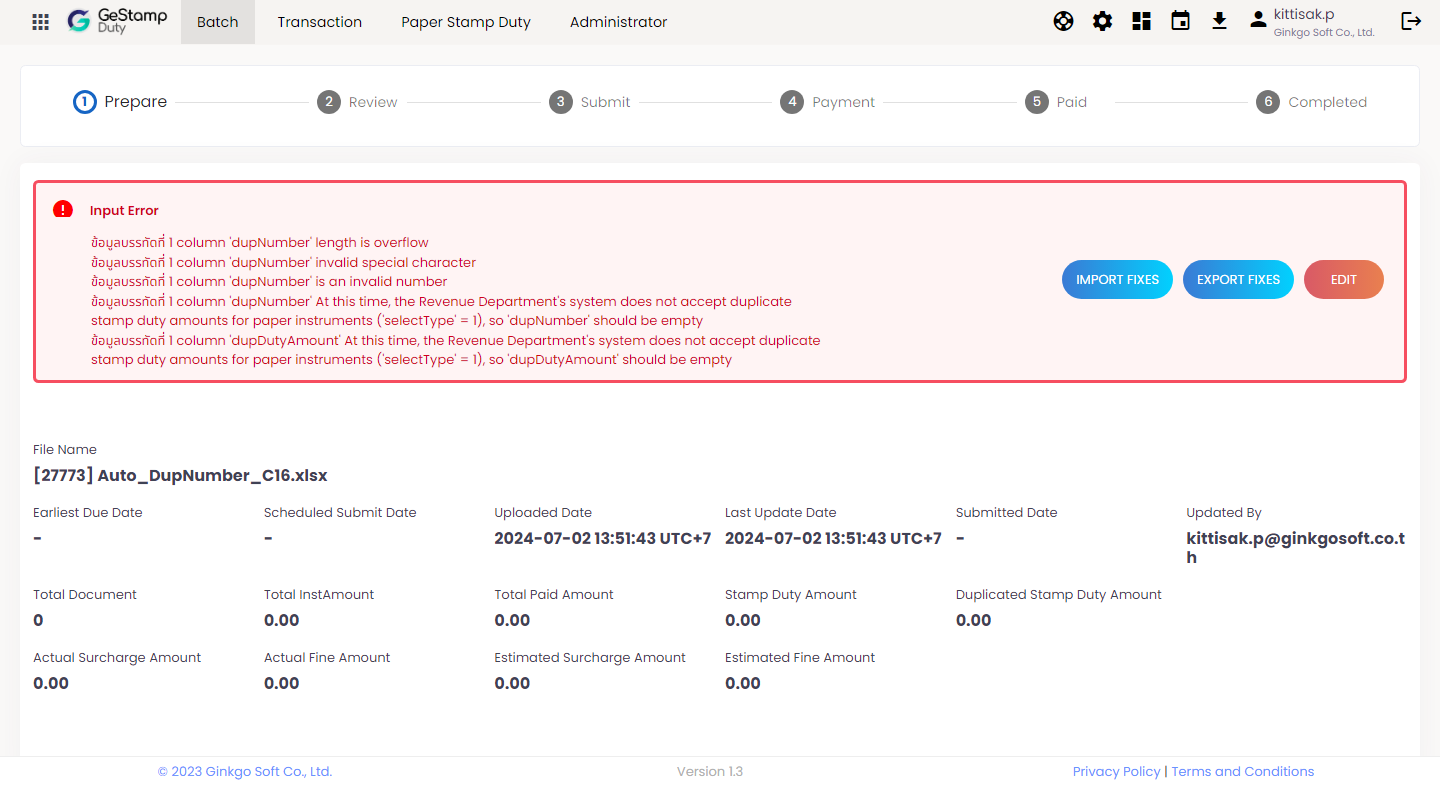 GeStamp
Duty
Batch
Transaction
Paper Stamp Duty
Administrator
kittisak.p
Ginkgo Soft Co., Ltd.
1 Prepare
2 Review
3 Submit
4 Payment
5 Paid
6 Completed
Input Error
ข้อมูลบรรทัดที่ 1 column 'dupNumber' length is overflow
ข้อมูลบรรทัดที่ 1 column 'dupNumber' invalid special character
ข้อมูลบรรทัดที่ 1 column 'dupNumber' is an invalid number
ข้อมูลบรรทัดที่ 1 column 'dupNumber' At this time, the Revenue Department's system does not accept duplicate
stamp duty amounts for paper instruments ('selectType' = 1), so 'dupNumber' should be empty
ข้อมูลบรรทัดที่ 1 column 'dupDutyAmount' At this time, the Revenue Department's system does not accept duplicate
stamp duty amounts for paper instruments ('selectType' = 1), so 'dupDutyAmount' should be empty
IMPORT FIXES
EXPORT FIXES
EDIT
File Name
[27773] Auto_DupNumber_C16.xlsx
Earliest Due Date
-
Scheduled Submit Date
-
Uploaded Date
2024-07-02 13:51:43 UTC+7
Last Update Date
2024-07-02 13:51:43 UTC+7
Submitted Date
-
Updated By
kittisak.p@ginkgosoft.co.t
h
Total Document
0
Total InstAmount
0.00
Total Paid Amount
0.00
Stamp Duty Amount
0.00
Duplicated Stamp Duty Amount
0.00
Actual Surcharge Amount
0.00
Actual Fine Amount
0.00
Estimated Surcharge Amount
0.00
Estimated Fine Amount
0.00
© 2023 Ginkgo Soft Co., Ltd.
Version 1.3
Privacy Policy | Terms and Conditions